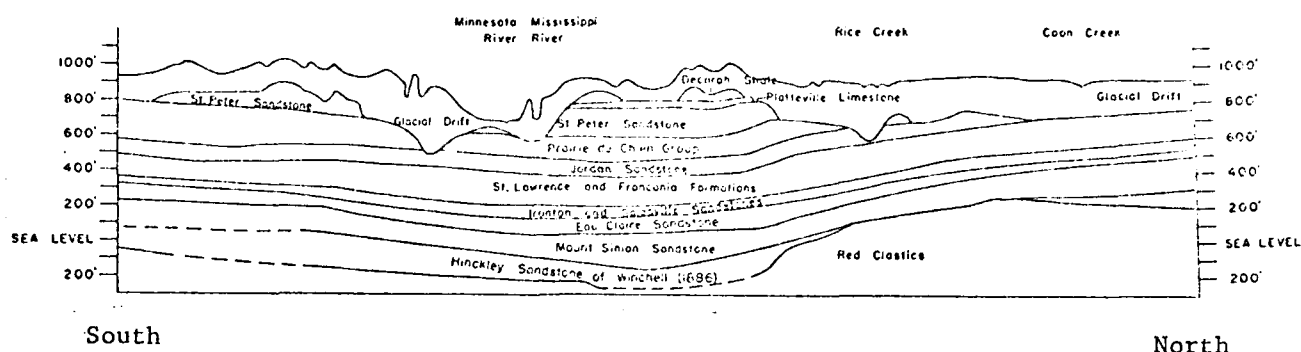 Minnesota Mississippi
River River
Rice Creek
Coon Creek
1000'
800'
600'
400'
200'
SEA LEVEL
200'
1000'
800'
600'
400'
200'
SEA LEVEL
200'
Decorah Shale
Platteville Limestone
Glacial Drift
St. Peter Sandstone
Glacial Drift
St. Peter Sandstone
Prairie du Chien Group
Jordan Sandstone
St. Lawrence and Franconia Formations
Ironton and Galesville Sandstones
Eau Claire Sandstone
Mount Simon Sandstone
Red Clastics
Hinckley Sandstone of Winchell (1886)
South
North